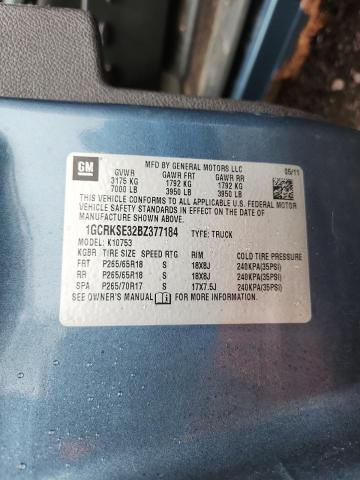 GM
MFD BY GENERAL MOTORS LLC 05/11
GVWR GAWR FRT GAWR RR
3175 KG 1792 KG 1792 KG
7000 LB 3950 LB 3950 LB
THIS VEHICLE CONFORMS TO ALL APPLICABLE U.S. FEDERAL MOTOR
VEHICLE SAFETY STANDARDS IN EFFECT ON THE DATE OF
MANUFACTURE SHOWN ABOVE.
1GCRKSE32BZ377184 TYPE: TRUCK
MODEL: K10753
KGBR TIRE SIZE SPEED RTG RIM COLD TIRE PRESSURE
FRT P265/65R18 S 18X8J 240KPA(35PSI)
RR P265/65R18 S 18X8J 240KPA(35PSI)
SPA P265/70R17 S 17X7.5J 240KPA(35PSI)
SEE OWNER'S MANUAL FOR MORE INFORMATION